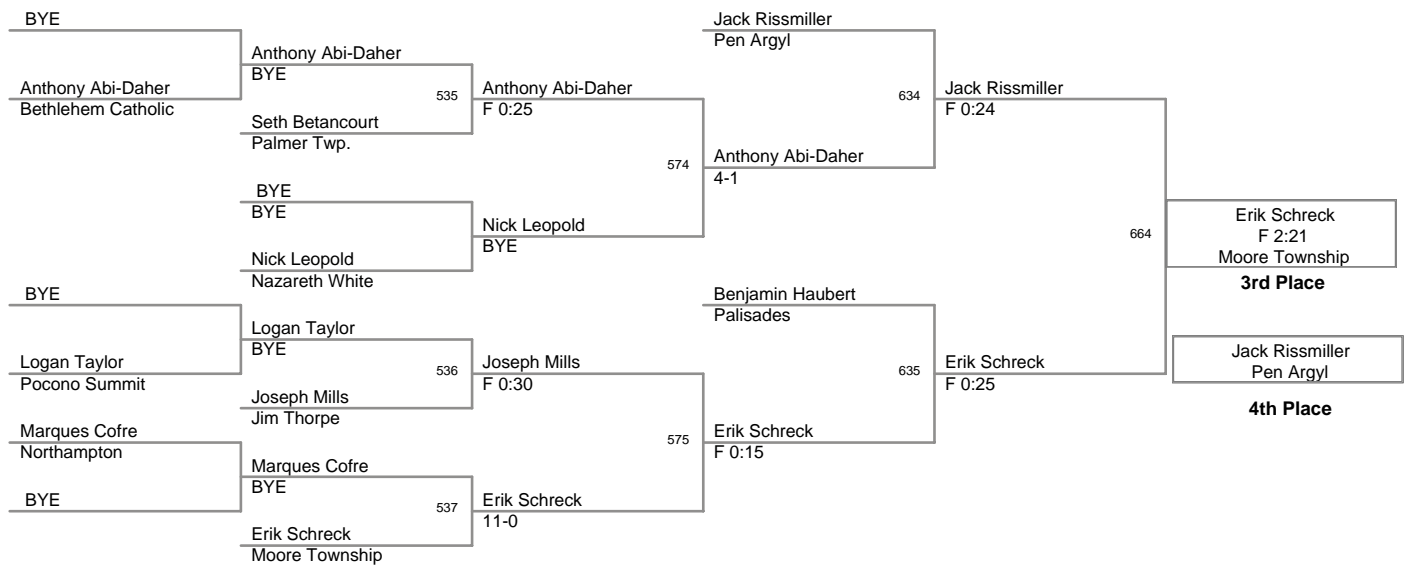 BYE
Anthony Abi-Daher
Bethlehem Catholic
BYE
Logan Taylor
Pocono Summit
Marques Cofre
Northampton
BYE
Anthony Abi-Daher
BYE
535
Seth Betancourt
Palmer Twp.
BYE
BYE
Nick Leopold
Nazareth White
Logan Taylor
BYE
536
Joseph Mills
Jim Thorpe
Marques Cofre
BYE
537
Erik Schreck
Moore Township
Anthony Abi-Daher
F 0:25
574
Nick Leopold
BYE
Joseph Mills
F 0:30
575
Erik Schreck
11-0
Jack Rissmiller
Pen Argyl
634
Anthony Abi-Daher
4-1
Benjamin Haubert
Palisades
635
Erik Schreck
F 0:15
Jack Rissmiller
F 0:24
664
Erik Schreck
F 0:25
Erik Schreck
F 2:21
Moore Township
3rd Place
Jack Rissmiller
Pen Argyl
4th Place